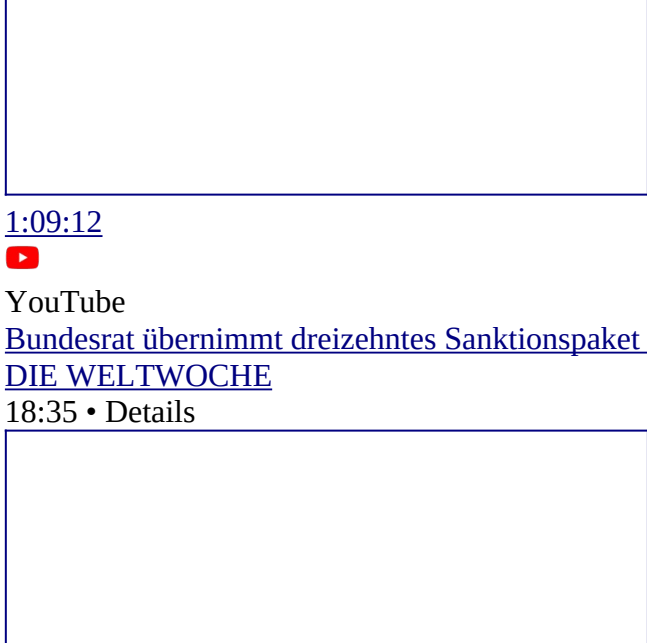 1:09:12
YouTube
Bundesrat übernimmt dreizehntes Sanktionspaket
DIE WELTWOCHE
18:35 • Details